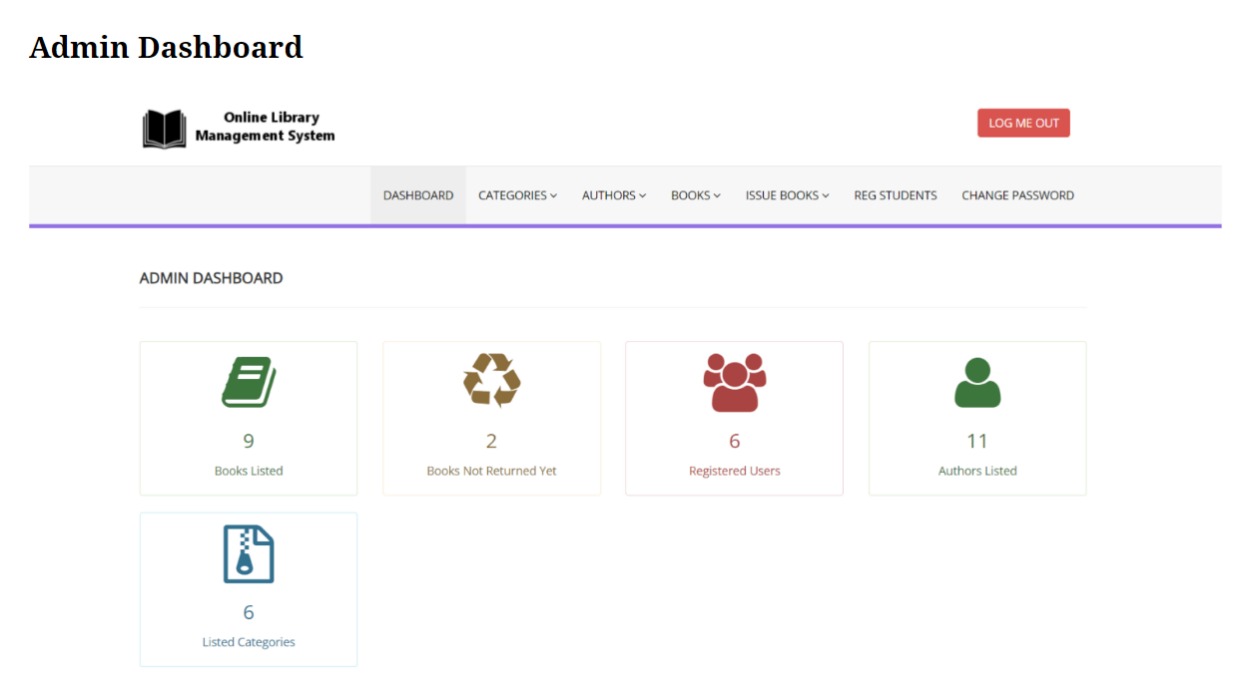 Admin Dashboard
Online Library
Management System
LOG ME OUT
DASHBOARD CATEGORIES AUTHORS BOOKS ISSUE BOOKS REG STUDENTS CHANGE PASSWORD
ADMIN DASHBOARD
9
Books Listed
2
Books Not Returned Yet
6
Registered Users
11
Authors Listed
6
Listed Categories